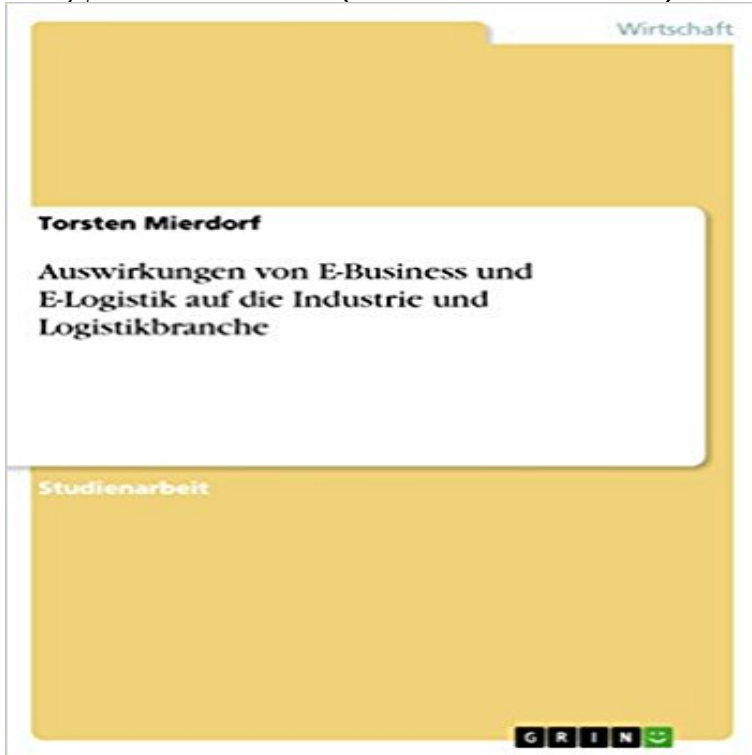 Wirtschaft
Torsten Mierdorf
Auswirkungen von E-Business und
E-Logistik auf die Industrie und
Logistikbranche
Studienarbeit
GRIN